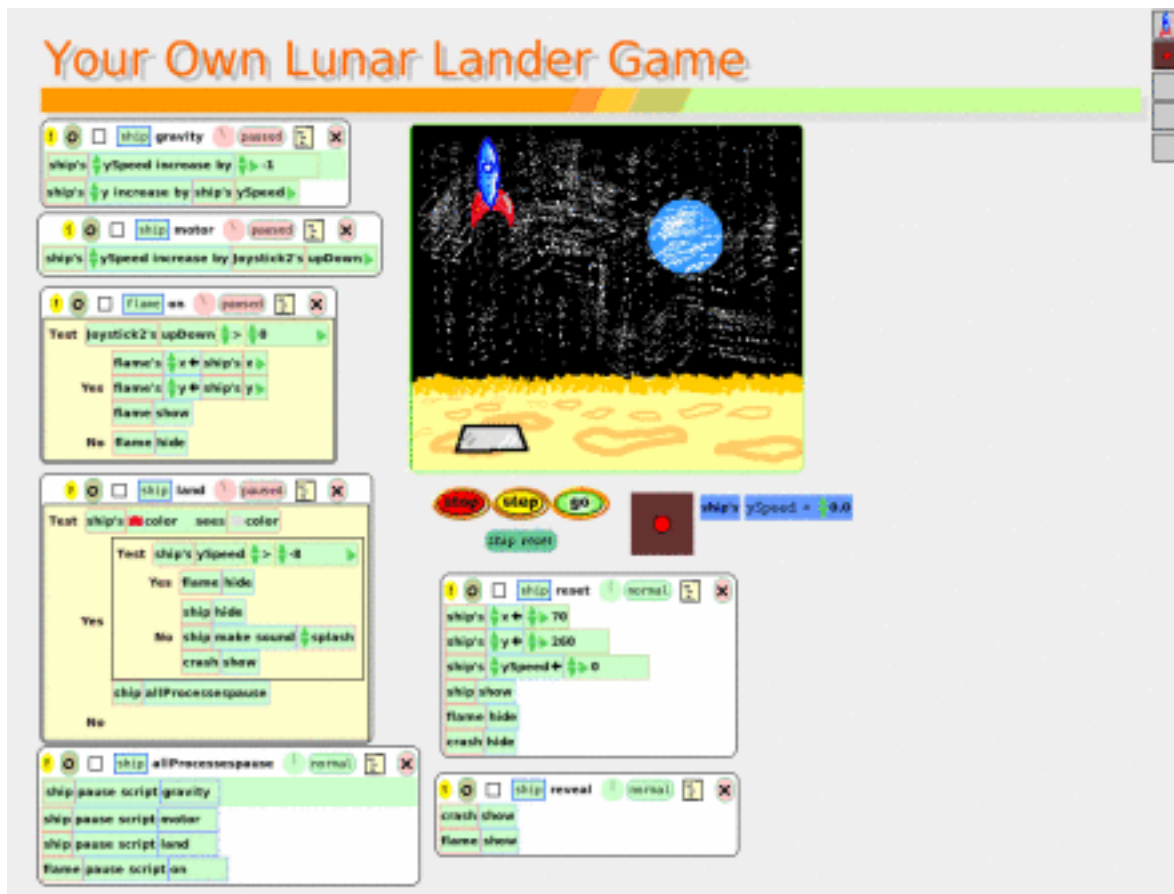 Your Own Lunar Lander Game
! ship gravity paused
ship's ySpeed increase by -1
ship's y increase by ship's ySpeed
! ship motor paused
ship's ySpeed increase by Joystick2's upDown
! flame on paused
Test Joystick2's upDown > 0
flame's x ship's x
Yes flame's y ship's y
flame show
No flame hide
! ship land paused
Test ship's color sees color
Test ship's ySpeed > -8
Yes flame hide
ship hide
Yes
No ship make sound splash
crash show
ship allProcessespause
No
! ship allProcessespause normal
ship pause script gravity
ship pause script motor
ship pause script land
flame pause script on
stop step go
ship reset
ship's ySpeed = 0.0
! ship reset normal
ship's x 70
ship's y 260
ship's ySpeed 0
ship show
flame hide
crash hide
! ship reveal normal
crash show
flame show